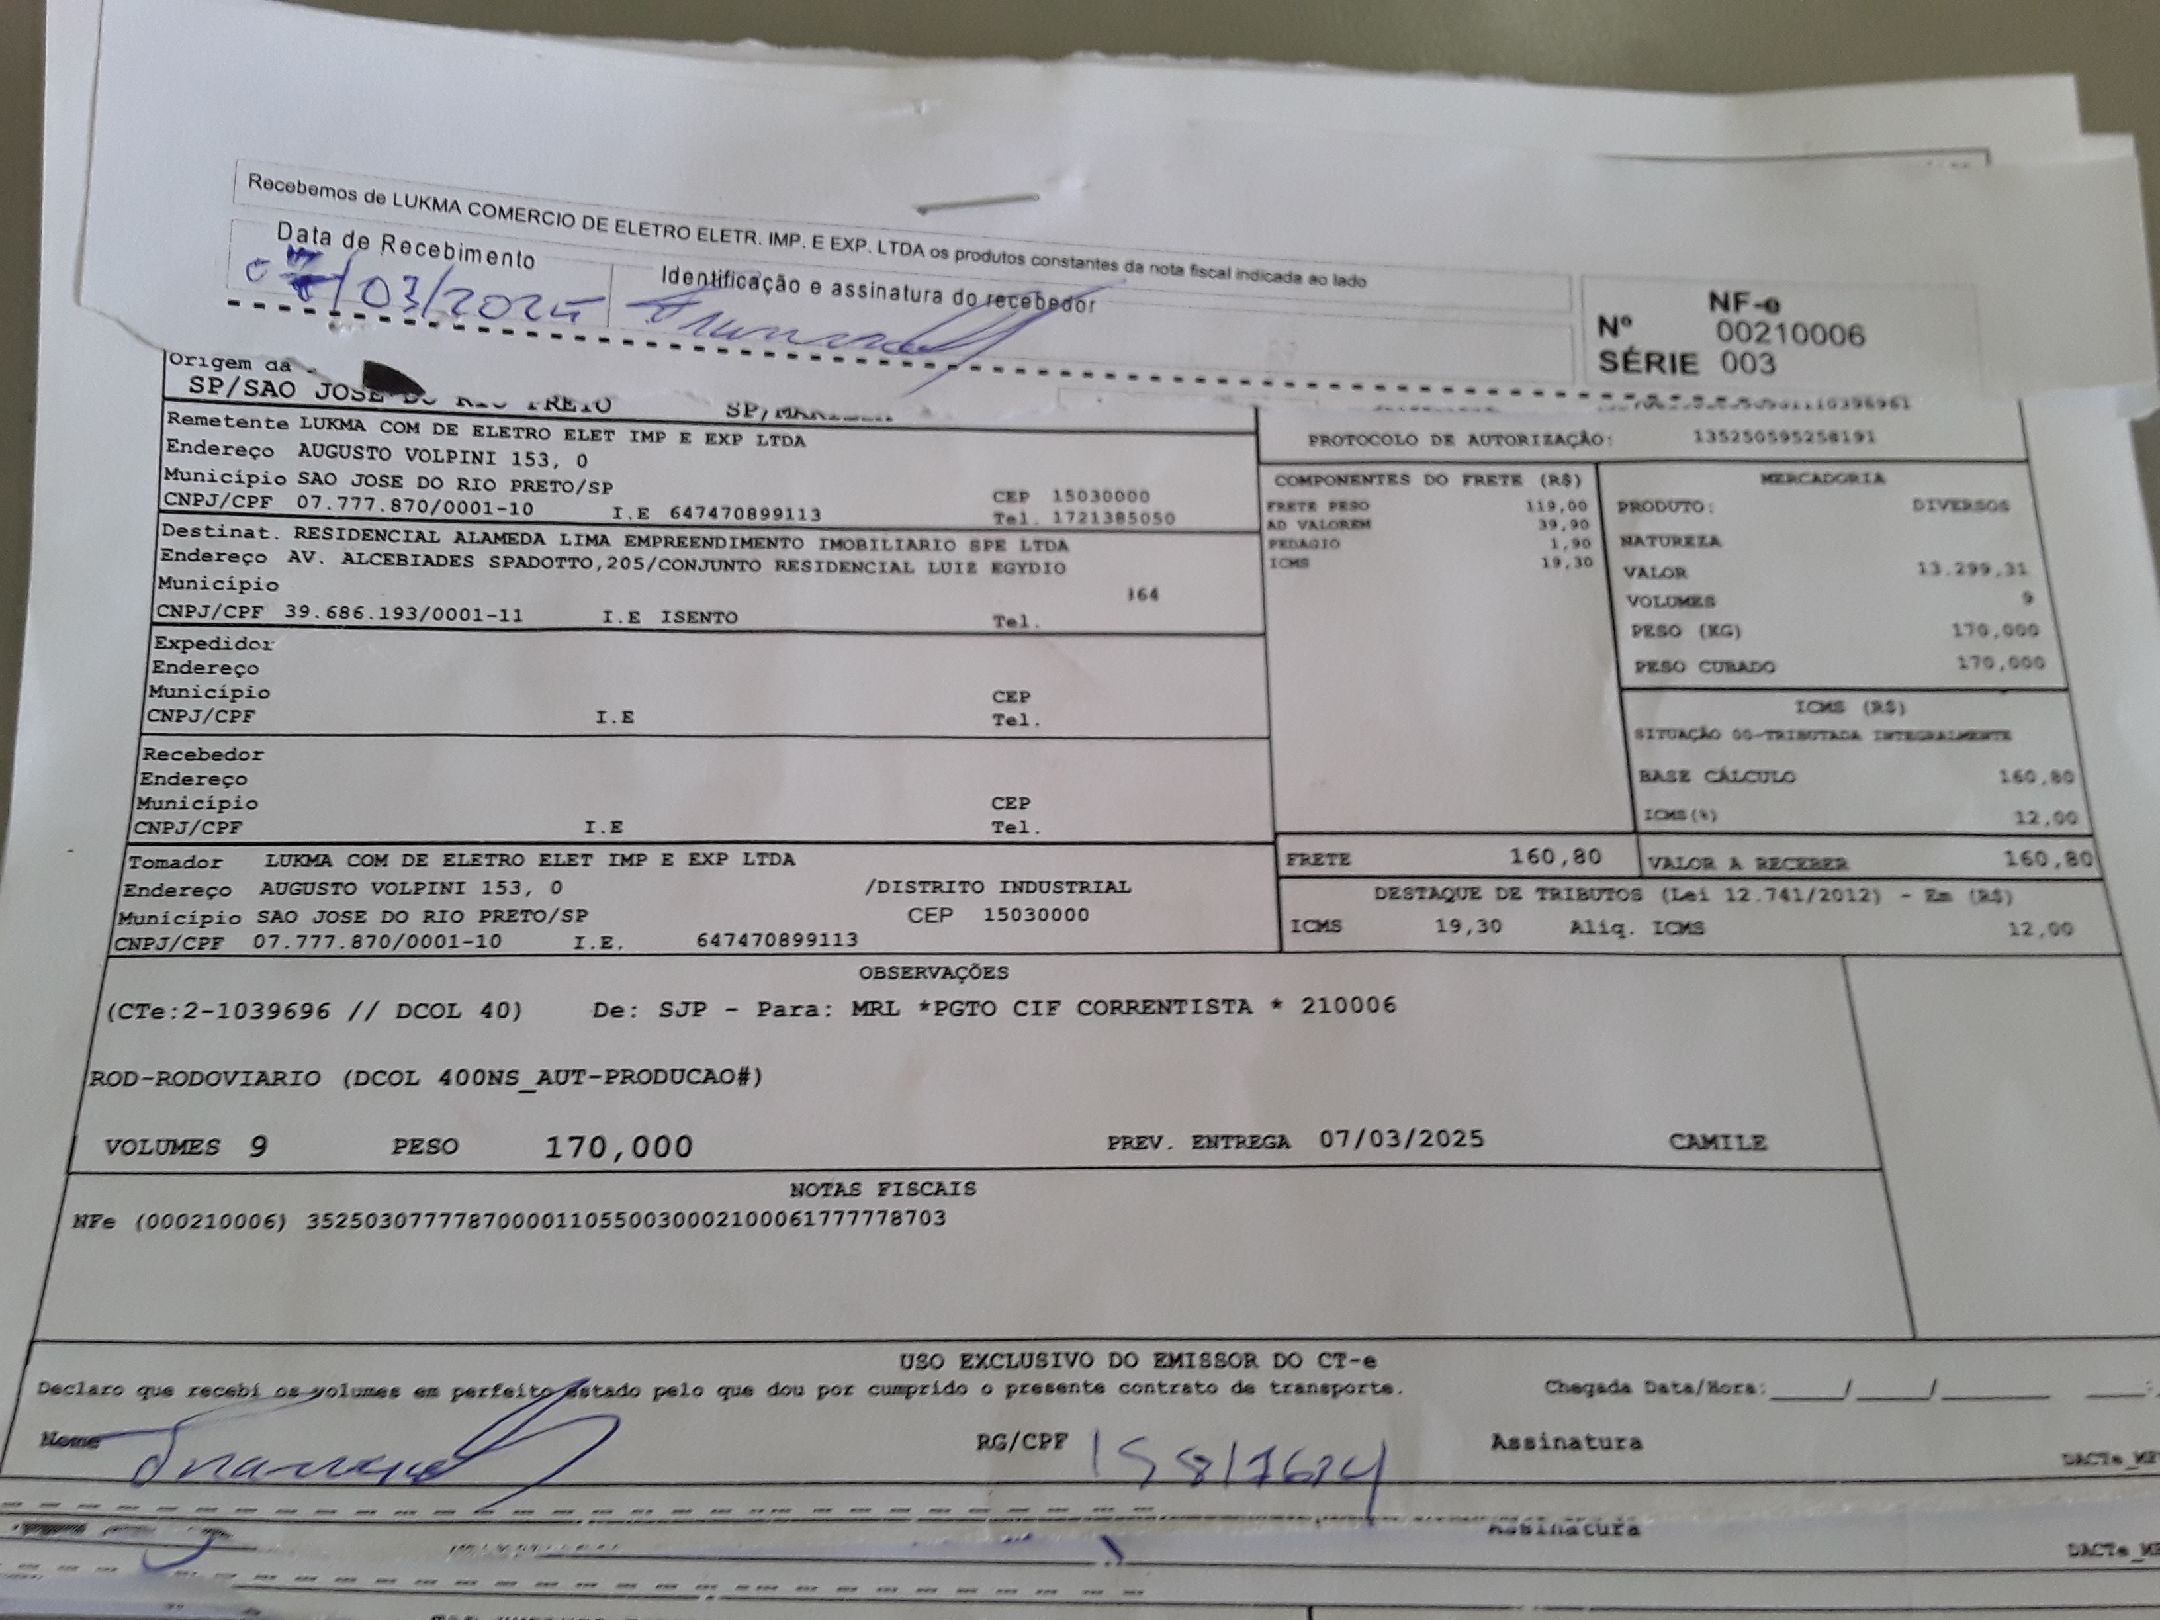 Recebemos de LUKMA COMERCIO DE ELETRO ELETR. IMP. E EXP. LTDA os produtos constantes da nota fiscal indicada ao lado
Data de Recebimento
/03/2025
Identificação e assinatura do recebedor
NF-e
Nº 00210006
SÉRIE 003
Origem da
SP/SAO JOSE DO RIO PRETO
Remetente LUKMA COM DE ELETRO ELET IMP E EXP LTDA
Endereço AUGUSTO VOLPINI 153, 0
Município SAO JOSE DO RIO PRETO/SP
CEP 15030000
CNPJ/CPF 07.777.870/0001-10 I.E 647470899113 Tel. 1721385050
Destinat. RESIDENCIAL ALAMEDA LIMA EMPREENDIMENTO IMOBILIARIO SPE LTDA
Endereço AV. ALCEBIADES SPADOTTO,205/CONJUNTO RESIDENCIAL LUIZ EGYDIO
Município 164
CNPJ/CPF 39.686.193/0001-11 I.E ISENTO Tel.
Expedidor
Endereço
Município CEP
CNPJ/CPF I.E Tel.
Recebedor
Endereço
Município CEP
CNPJ/CPF I.E Tel.
Tomador LUKMA COM DE ELETRO ELET IMP E EXP LTDA
Endereço AUGUSTO VOLPINI 153, 0 /DISTRITO INDUSTRIAL
Município SAO JOSE DO RIO PRETO/SP CEP 15030000
CNPJ/CPF 07.777.870/0001-10 I.E. 647470899113
PROTOCOLO DE AUTORIZAÇÃO: 135250595258191
COMPONENTES DO FRETE (R$)
FRETE PESO 119,00
AD VALOREM 39,90
PEDAGIO 1,90
ICMS 19,30
MERCADORIA
PRODUTO: DIVERSOS
NATUREZA
VALOR 13.299,31
VOLUMES 9
PESO (KG) 170,000
PESO CUBADO 170,000
ICMS (R$)
SITUAÇÃO 00-TRIBUTADA INTEGRALMENTE
BASE CÁLCULO 160,80
ICMS(%) 12,00
FRETE 160,80 VALOR A RECEBER 160,80
DESTAQUE DE TRIBUTOS (Lei 12.741/2012) - Em (R$)
ICMS 19,30 Aliq. ICMS 12,00
OBSERVAÇÕES
(CTe:2-1039696 // DCOL 40) De: SJP - Para: MRL *PGTO CIF CORRENTISTA * 210006
ROD-RODOVIARIO (DCOL 400NS_AUT-PRODUCAO#)
VOLUMES 9 PESO 170,000 PREV. ENTREGA 07/03/2025 CAMILE
NOTAS FISCAIS
NFe (000210006) 35250307777870000110550030002100061777778703
USO EXCLUSIVO DO EMISSOR DO CT-e
Declaro que recebi os volumes em perfeito estado pelo que dou por cumprido o presente contrato de transporte. Chegada Data/Hora:____/____/______ ____:
Nome RG/CPF Assinatura
DACTe_
Assinatura
DACTe_